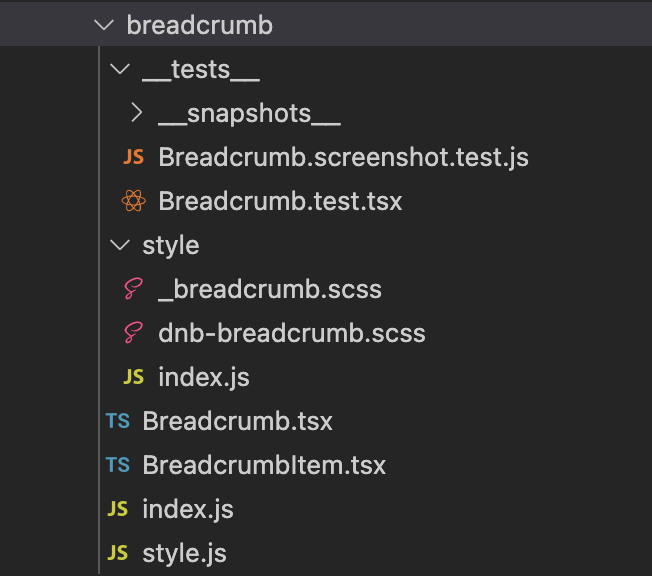 breadcrumb
__tests__
__snapshots__
JS Breadcrumb.screenshot.test.js
Breadcrumb.test.tsx
style
_breadcrumb.scss
dnb-breadcrumb.scss
JS index.js
TS Breadcrumb.tsx
TS BreadcrumbItem.tsx
JS index.js
JS style.js